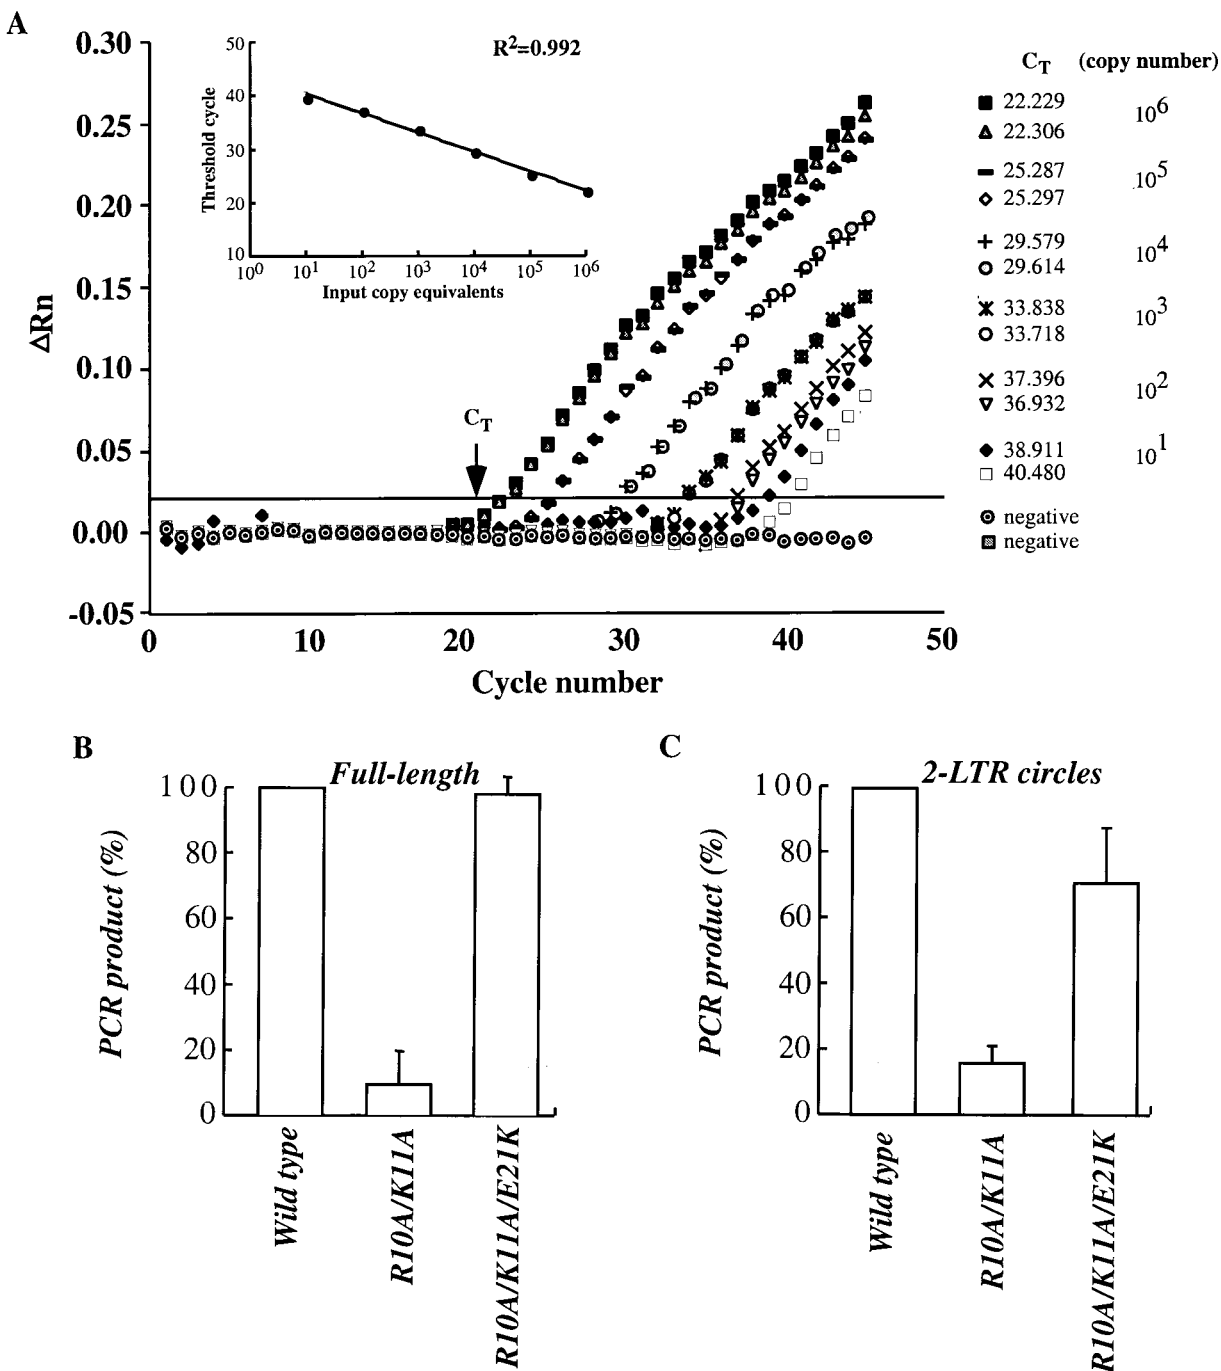 A
0.30
0.25
0.20
0.15
0.10
0.05
0.00
-0.05
ΔRn
0
10
20
30
40
50
Cycle number
C_T
R²=0.992
Threshold cycle
50
40
30
20
10
10⁰
10¹
10²
10³
10⁴
10⁵
10⁶
Input copy equivalents
C_T (copy number)
22.229
10⁶
22.306
25.287
10⁵
25.297
29.579
10⁴
29.614
33.838
10³
33.718
37.396
10²
36.932
38.911
10¹
40.480
negative
negative
B
Full-length
PCR product (%)
100
80
60
40
20
0
Wild type
R10A/K11A
R10A/K11A/E21K
C
2-LTR circles
PCR product (%)
100
80
60
40
20
0
Wild type
R10A/K11A
R10A/K11A/E21K